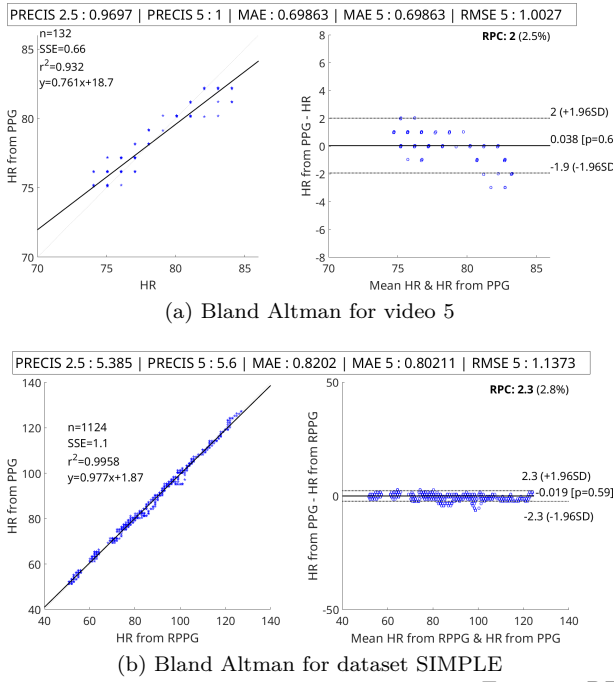 PRECIS 2.5 : 0.9697 | PRECIS 5 : 1 | MAE : 0.69863 | MAE 5 : 0.69863 | RMSE 5 : 1.0027
n=132
SSE=0.66
r²=0.932
y=0.761x+18.7
85
80
75
70
HR from PPG
70 75 80 85
HR
RPC: 2 (2.5%)
8
6
4
2
0
-2
-4
-6
-8
HR from PPG - HR
2 (+1.96SD)
0.038 [p=0.6
-1.9 (-1.96SD)
70 75 80 85
Mean HR & HR from PPG
(a) Bland Altman for video 5
PRECIS 2.5 : 5.385 | PRECIS 5 : 5.6 | MAE : 0.8202 | MAE 5 : 0.80211 | RMSE 5 : 1.1373
140
120
100
80
60
40
HR from PPG
n=1124
SSE=1.1
r²=0.9958
y=0.977x+1.87
40 60 80 100 120 140
HR from RPPG
RPC: 2.3 (2.8%)
50
0
-50
HR from PPG - HR from RPPG
2.3 (+1.96SD)
-0.019 [p=0.59]
-2.3 (-1.96SD)
40 60 80 100 120 140
Mean HR from RPPG & HR from PPG
(b) Bland Altman for dataset SIMPLE